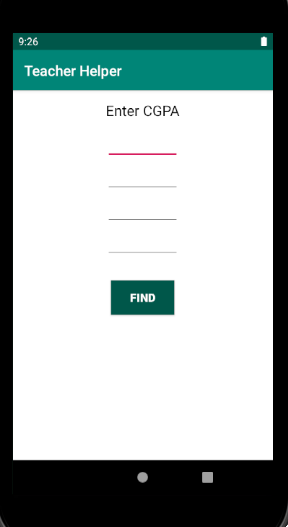 9:26
Teacher Helper
Enter CGPA
FIND